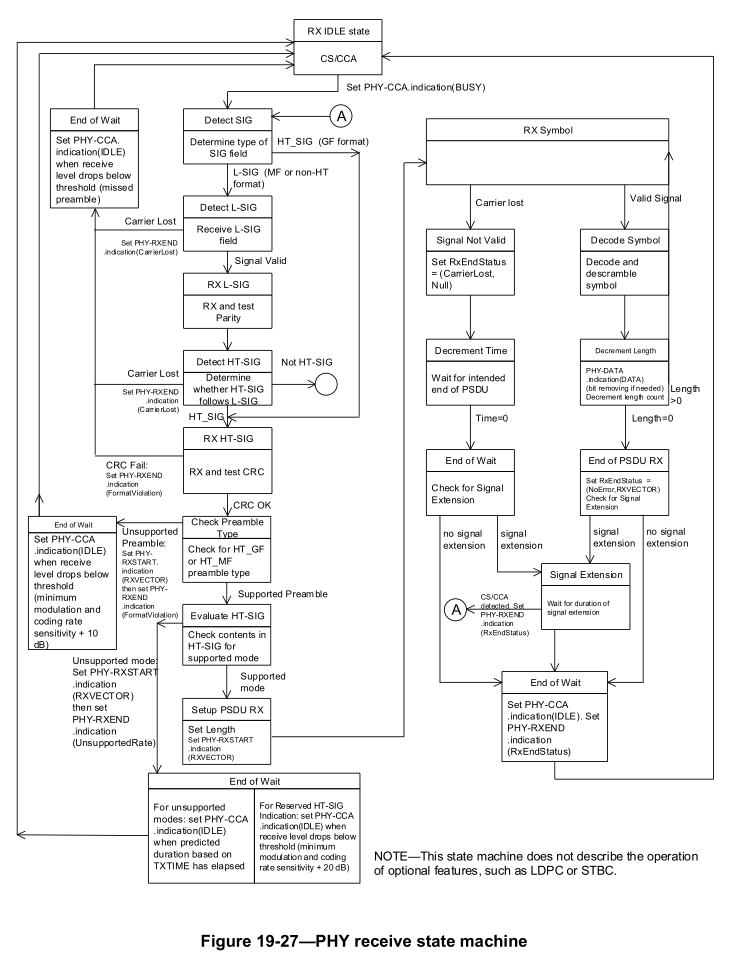 RX IDLE state
CS/CCA
Set PHY-CCA.indication(BUSY)
End of Wait
Set PHY-CCA.
indication(IDLE)
when receive
level drops below
threshold (missed
preamble)
Detect SIG
Determine type of
SIG field
A
HT_SIG (GF format)
L-SIG (MF or non-HT
format)
Detect L-SIG
Receive L-SIG
field
Carrier Lost
Set PHY-RXEND
.indication(CarrierLost)
Signal Valid
RX L-SIG
RX and test
Parity
Detect HT-SIG
Determine
whether HT-SIG
follows L-SIG
Carrier Lost
Set PHY-RXEND
.indication
(CarrierLost)
Not HT-SIG
HT_SIG
RX HT-SIG
RX and test CRC
CRC Fail:
Set PHY-RXEND
.indication
(FormatViolation)
CRC OK
Check Preamble
Type
Check for HT_GF
or HT_MF
preamble type
Unsupported
Preamble:
Set PHY-
RXSTART.
indication
(RXVECTOR)
then set PHY-
RXEND
.indication
(FormatViolation)
End of Wait
Set PHY-CCA
.indication(IDLE)
when receive
level drops below
threshold
(minimum
modulation and
coding rate
sensitivity + 10
dB)
Supported Preamble
Evaluate HT-SIG
Check contents in
HT-SIG for
supported mode
Unsupported mode:
Set PHY-RXSTART
.indication
(RXVECTOR)
then set
PHY-RXEND
.indication
(UnsupportedRate)
Supported
mode
Setup PSDU RX
Set Length
Set PHY-RXSTART
.indication
(RXVECTOR)
End of Wait
For unsupported
modes: set PHY-CCA
.indication(IDLE)
when predicted
duration based on
TXTIME has elapsed
For Reserved HT-SIG
Indication: set PHY-CCA
.indication(IDLE) when
receive level drops below
threshold (minimum
modulation and coding
rate sensitivity + 20 dB)
RX Symbol
Carrier lost
Valid Signal
Signal Not Valid
Set RxEndStatus
= (CarrierLost,
Null)
Decode Symbol
Decode and
descramble
symbol
Decrement Time
Wait for intended
end of PSDU
Decrement Length
PHY-DATA
.indication(DATA)
(bit removing if needed)
Decrement length count
Length
>0
Time=0
Length=0
End of Wait
Check for Signal
Extension
End of PSDU RX
Set RxEndStatus =
(NoError,RXVECTOR)
Check for Signal
Extension
no signal
extension
signal
extension
signal
extension
no signal
extension
Signal Extension
Wait for duration of
signal extension
A
CS/CCA
detected. Set
PHY-RXEND
.indication
(RxEndStatus)
End of Wait
Set PHY-CCA
.indication(IDLE). Set
PHY-RXEND
.indication
(RxEndStatus)
NOTE—This state machine does not describe the operation
of optional features, such as LDPC or STBC.
Figure 19-27—PHY receive state machine